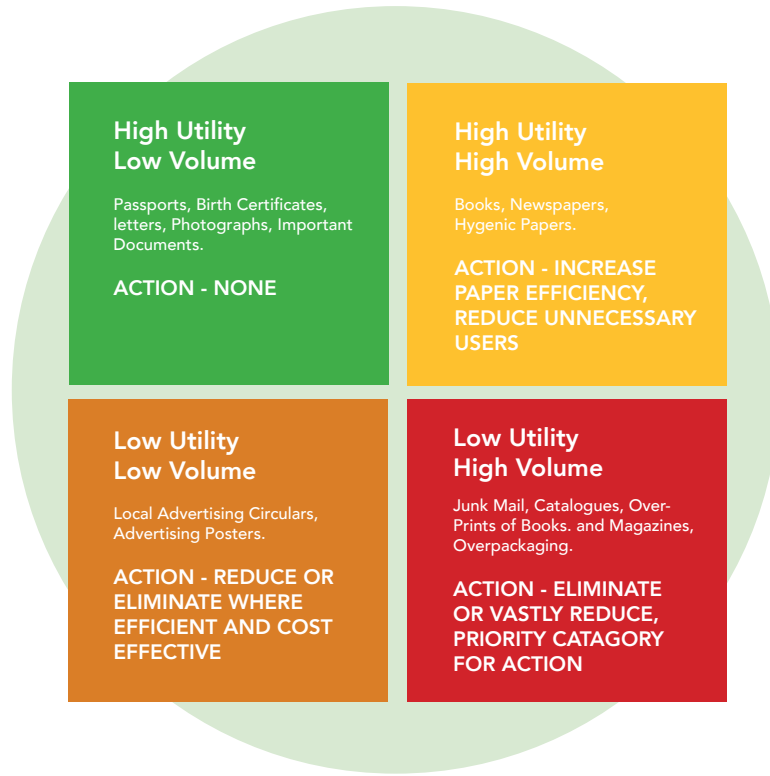 High Utility
Low Volume
Passports, Birth Certificates,
letters, Photographs, Important
Documents.
ACTION - NONE
High Utility
High Volume
Books, Newspapers,
Hygenic Papers.
ACTION - INCREASE
PAPER EFFICIENCY,
REDUCE UNNECESSARY
USERS
Low Utility
Low Volume
Local Advertising Circulars,
Advertising Posters.
ACTION - REDUCE OR
ELIMINATE WHERE
EFFICIENT AND COST
EFFECTIVE
Low Utility
High Volume
Junk Mail, Catalogues, Over-
Prints of Books. and Magazines,
Overpackaging.
ACTION - ELIMINATE
OR VASTLY REDUCE,
PRIORITY CATAGORY
FOR ACTION